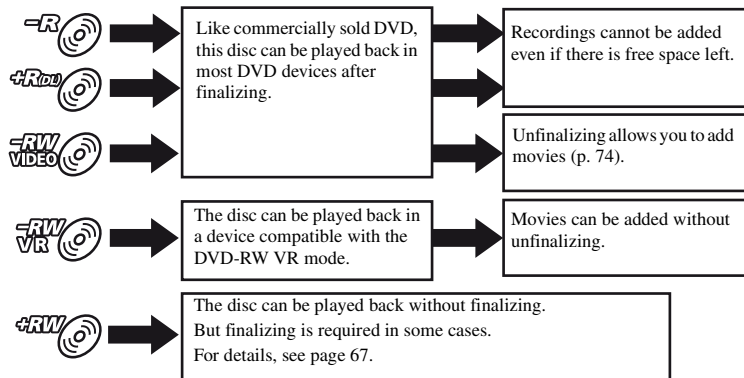 -R
Like commercially sold DVD,
this disc can be played back in
most DVD devices after
finalizing.
Recordings cannot be added
even if there is free space left.
+R(DL)
-RW
VIDEO
Unfinalizing allows you to add
movies (p. 74).
-RW
VR
The disc can be played back in
a device compatible with the
DVD-RW VR mode.
Movies can be added without
unfinalizing.
+RW
The disc can be played back without finalizing.
But finalizing is required in some cases.
For details, see page 67.